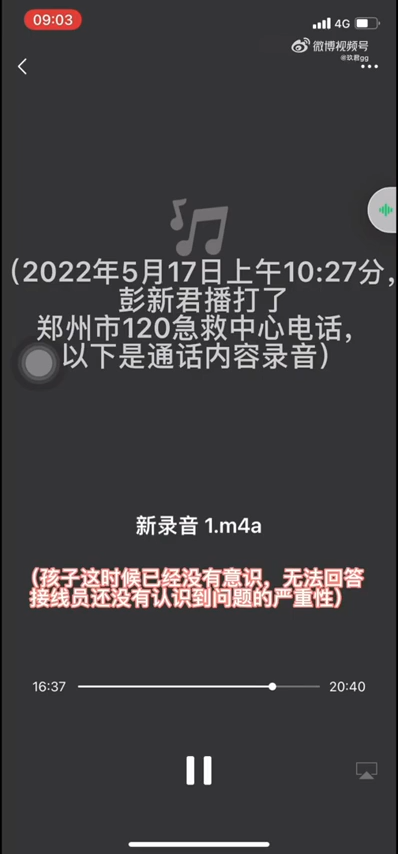 09:03
4G
微博视频号
@玖君gg
（2022年5月17日上午10:27分，
彭新君播打了
郑州市120急救中心电话，
以下是通话内容录音）
新录音 1.m4a
（孩子这时候已经没有意识，无法回答
接线员还没有认识到问题的严重性）
16:37
20:40